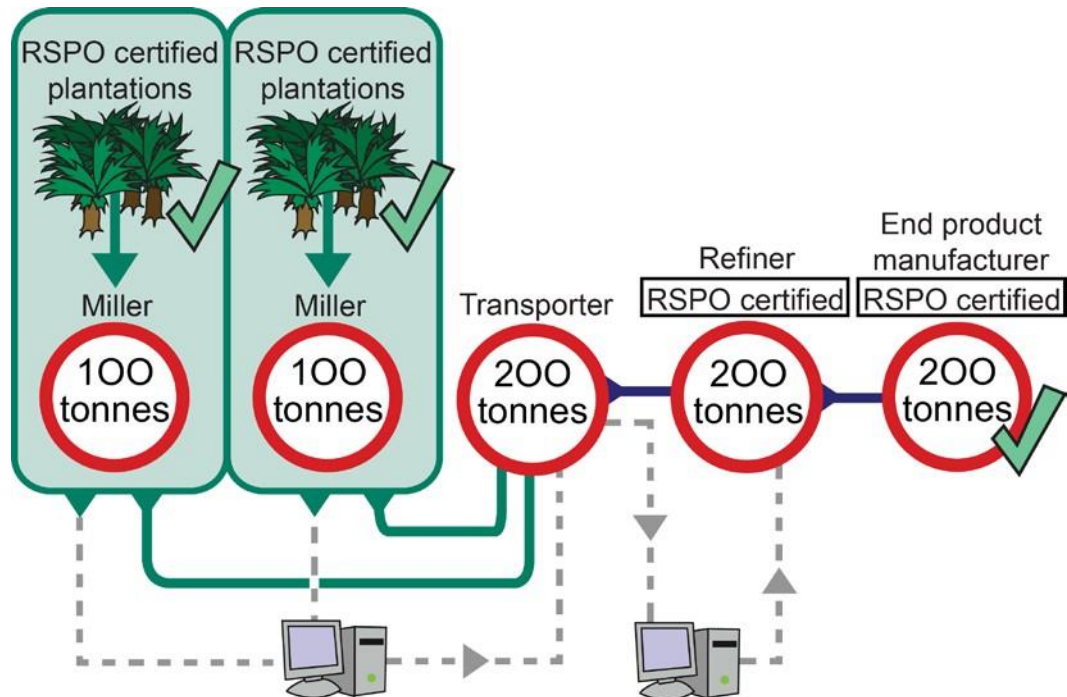 RSPO certified
plantations
Miller
100
tonnes
RSPO certified
plantations
Miller
100
tonnes
Transporter
200
tonnes
Refiner
RSPO certified
200
tonnes
End product
manufacturer
RSPO certified
200
tonnes